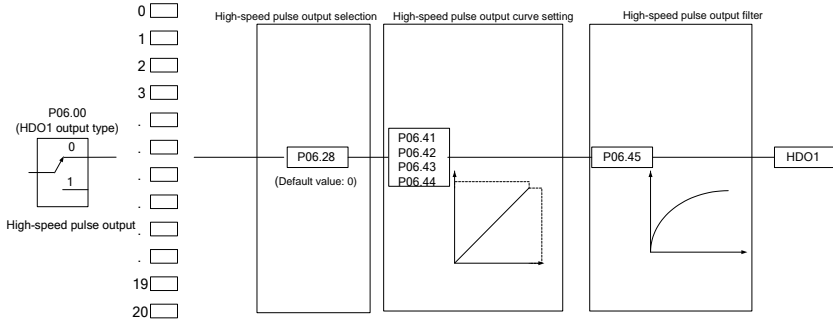 High-speed pulse output selection
High-speed pulse output curve setting
High-speed pulse output filter
0
1
2
3
.
.
.
.
.
.
19
20
P06.00
(HDO1 output type)
0
1
High-speed pulse output
P06.28
(Default value: 0)
P06.41
P06.42
P06.43
P06.44
P06.45
HDO1